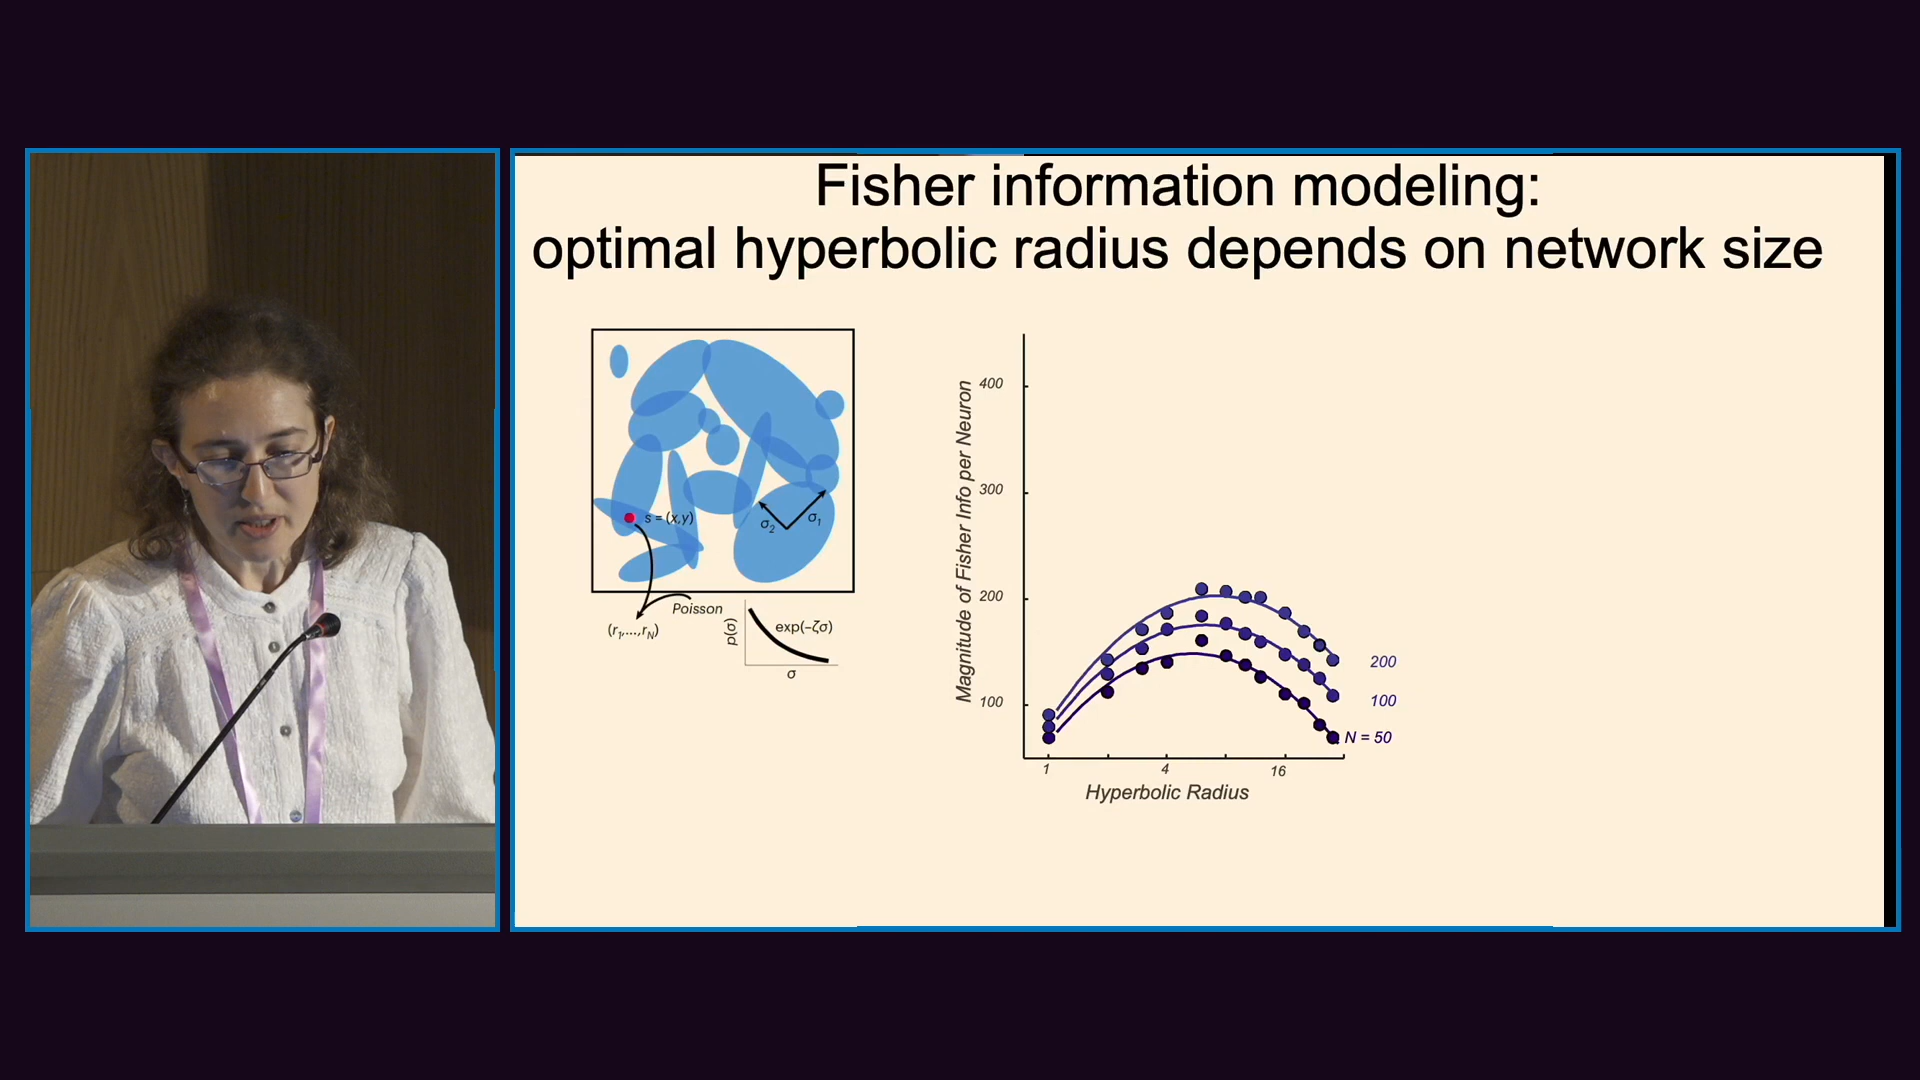 Fisher information modeling:
optimal hyperbolic radius depends on network size
s = (x,y)
σ2
σ1
Poisson
(r1,...,rN)
p(σ)
exp(−ζσ)
σ
Magnitude of Fisher Info per Neuron
400
300
200
100
200
100
N = 50
1
4
16
Hyperbolic Radius